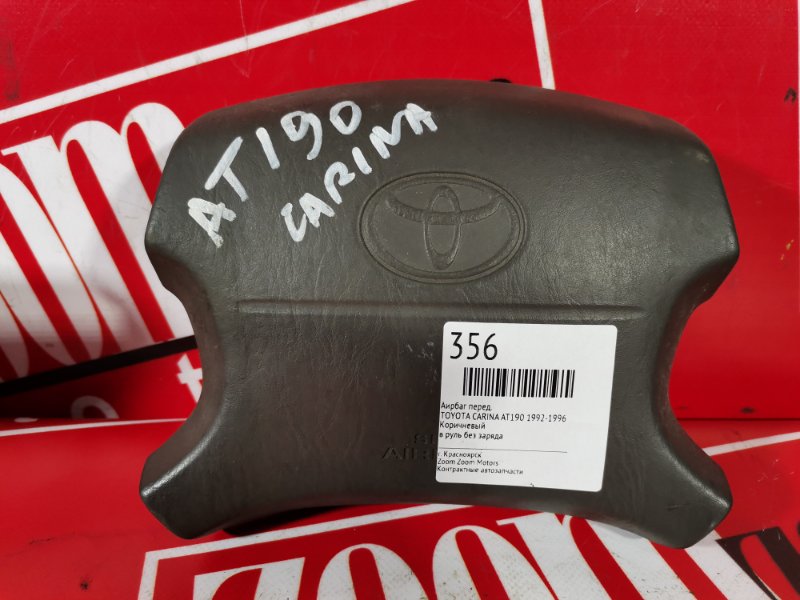 AT190
CARINA
356
Аирбаг перед.
TOYOTA CARINA AT190 1992-1996
Коричневый
в руль без заряда
г. Красноярск
Zoom Zoom Motors
Контрактные автозапчасти
zoom